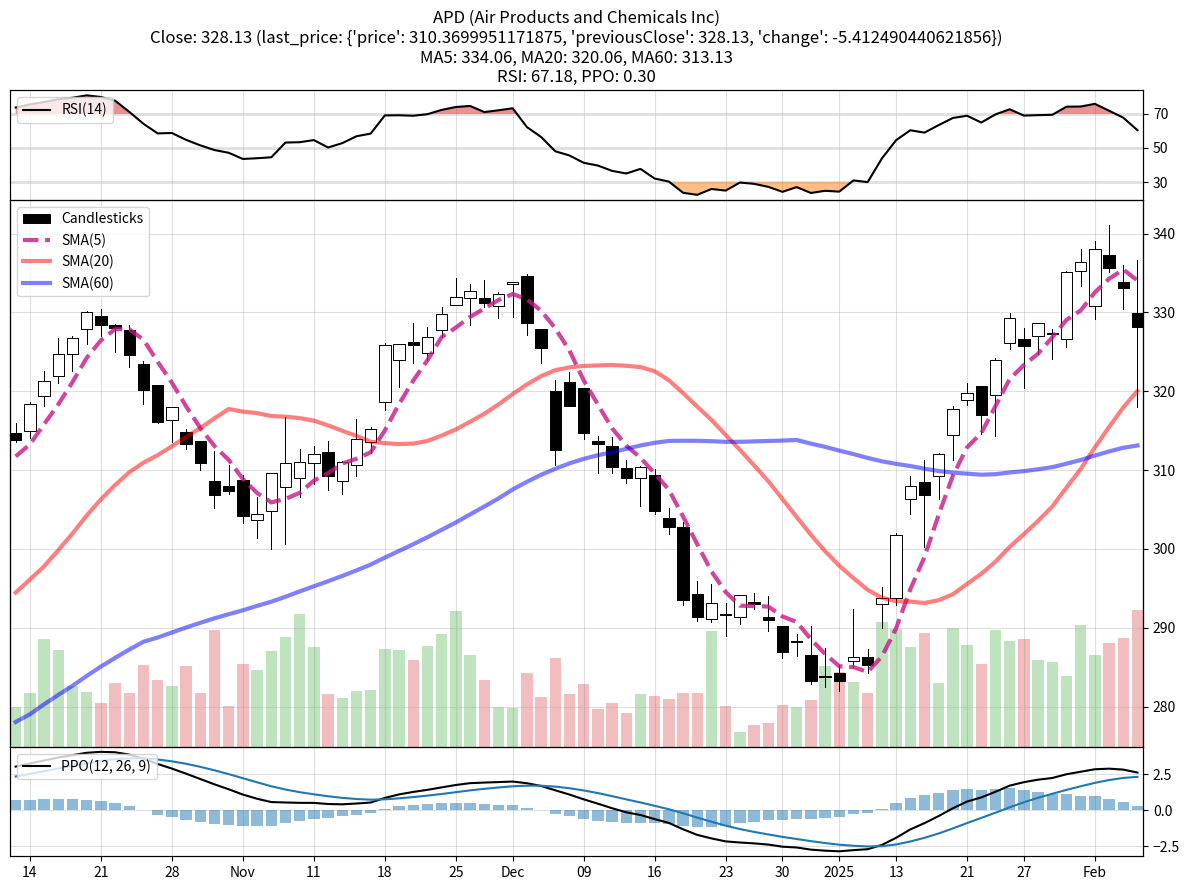 APD (Air Products and Chemicals Inc)
Close: 328.13 (last_price: {'price': 310.3699951171875, 'previousClose': 328.13, 'change': -5.412490440621856})
MA5: 334.06, MA20: 320.06, MA60: 313.13
RSI: 67.18, PPO: 0.30
RSI(14)
70
50
30
Candlesticks
SMA(5)
SMA(20)
SMA(60)
340
330
320
310
300
290
280
PPO(12, 26, 9)
2.5
0.0
−2.5
14 21 28 Nov 11 18 25 Dec 09 16 23 30 2025 13 21 27 Feb